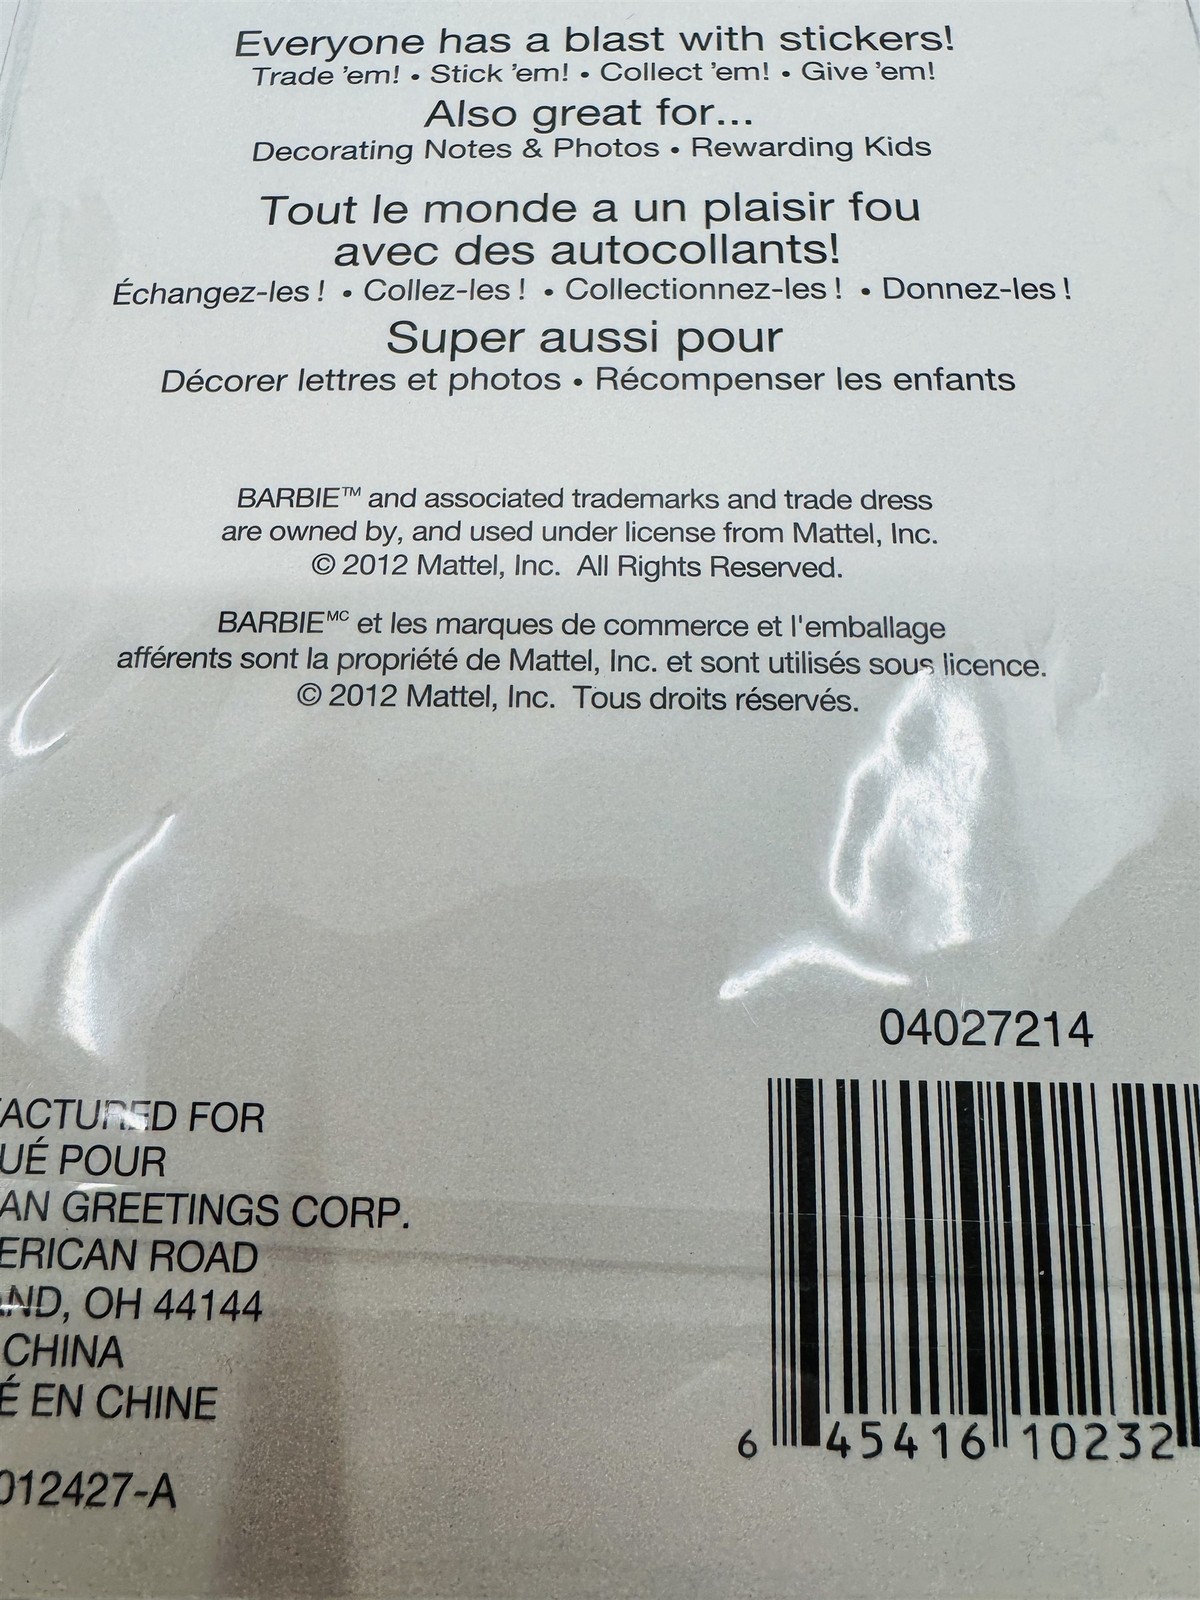 Everyone has a blast with stickers!
Trade 'em! • Stick 'em! • Collect 'em! • Give 'em!
Also great for...
Decorating Notes & Photos • Rewarding Kids
Tout le monde a un plaisir fou
avec des autocollants!
Échangez-les ! • Collez-les ! • Collectionnez-les ! • Donnez-les !
Super aussi pour
Décorer lettres et photos • Récompenser les enfants
BARBIE™ and associated trademarks and trade dress
are owned by, and used under license from Mattel, Inc.
© 2012 Mattel, Inc. All Rights Reserved.
BARBIEᴹᶜ et les marques de commerce et l'emballage
afférents sont la propriété de Mattel, Inc. et sont utilisés sous licence.
© 2012 Mattel, Inc. Tous droits réservés.
04027214
FACTURED FOR
UÉ POUR
AN GREETINGS CORP.
ERICAN ROAD
AND, OH 44144
CHINA
É EN CHINE
012427-A
6 45416 10232